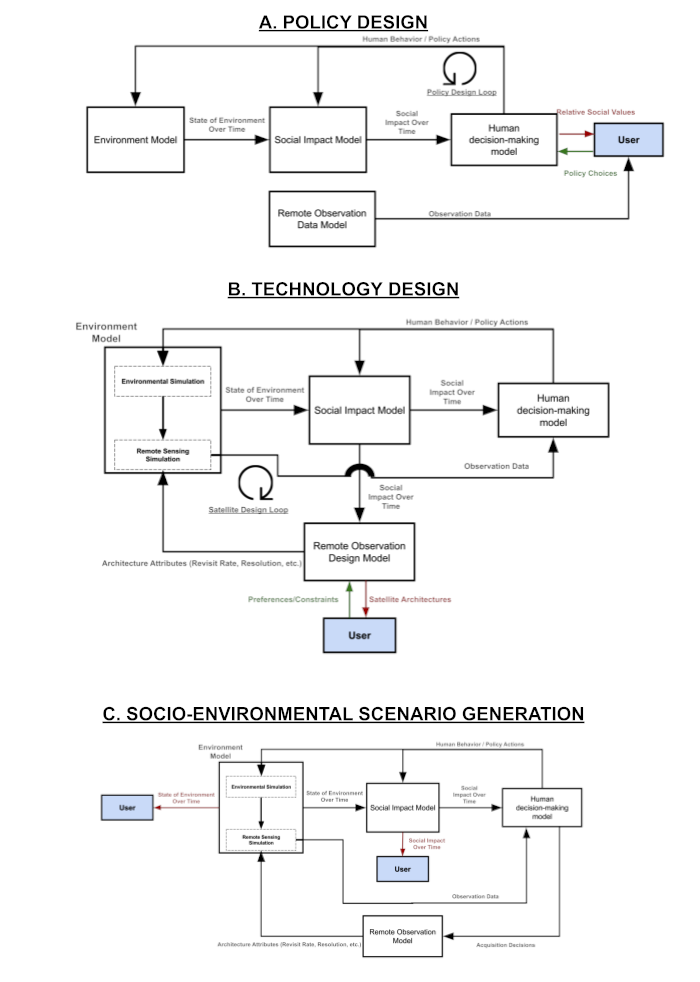 A. POLICY DESIGN
Human Behavior / Policy Actions
Policy Design Loop
Environment Model
State of Environment
Over Time
Social Impact Model
Social
Impact Over
Time
Human
decision-making
model
Relative Social Values
User
Policy Choices
Remote Observation
Data Model
Observation Data
B. TECHNOLOGY DESIGN
Environment
Model
Human Behavior / Policy Actions
Environmental Simulation
State of Environment
Over Time
Social Impact Model
Social
Impact Over
Time
Human
decision-making
model
Remote Sensing
Simulation
Observation Data
Satellite Design Loop
Social
Impact Over
Time
Remote Observation
Design Model
Architecture Attributes (Revisit Rate, Resolution, etc.)
Preferences/Constraints
Satellite Architectures
User
C. SOCIO-ENVIRONMENTAL SCENARIO GENERATION
Environment
Model
Human Behavior / Policy Actions
User
State of Environment
Over Time
Environmental Simulation
State of Environment
Over Time
Social Impact Model
Social
Impact Over
Time
Human
decision-making
model
Remote Sensing
Simulation
Social Impact
Over Time
User
Observation Data
Remote Observation
Model
Architecture Attributes (Revisit Rate, Resolution, etc.)
Acquisition Decisions